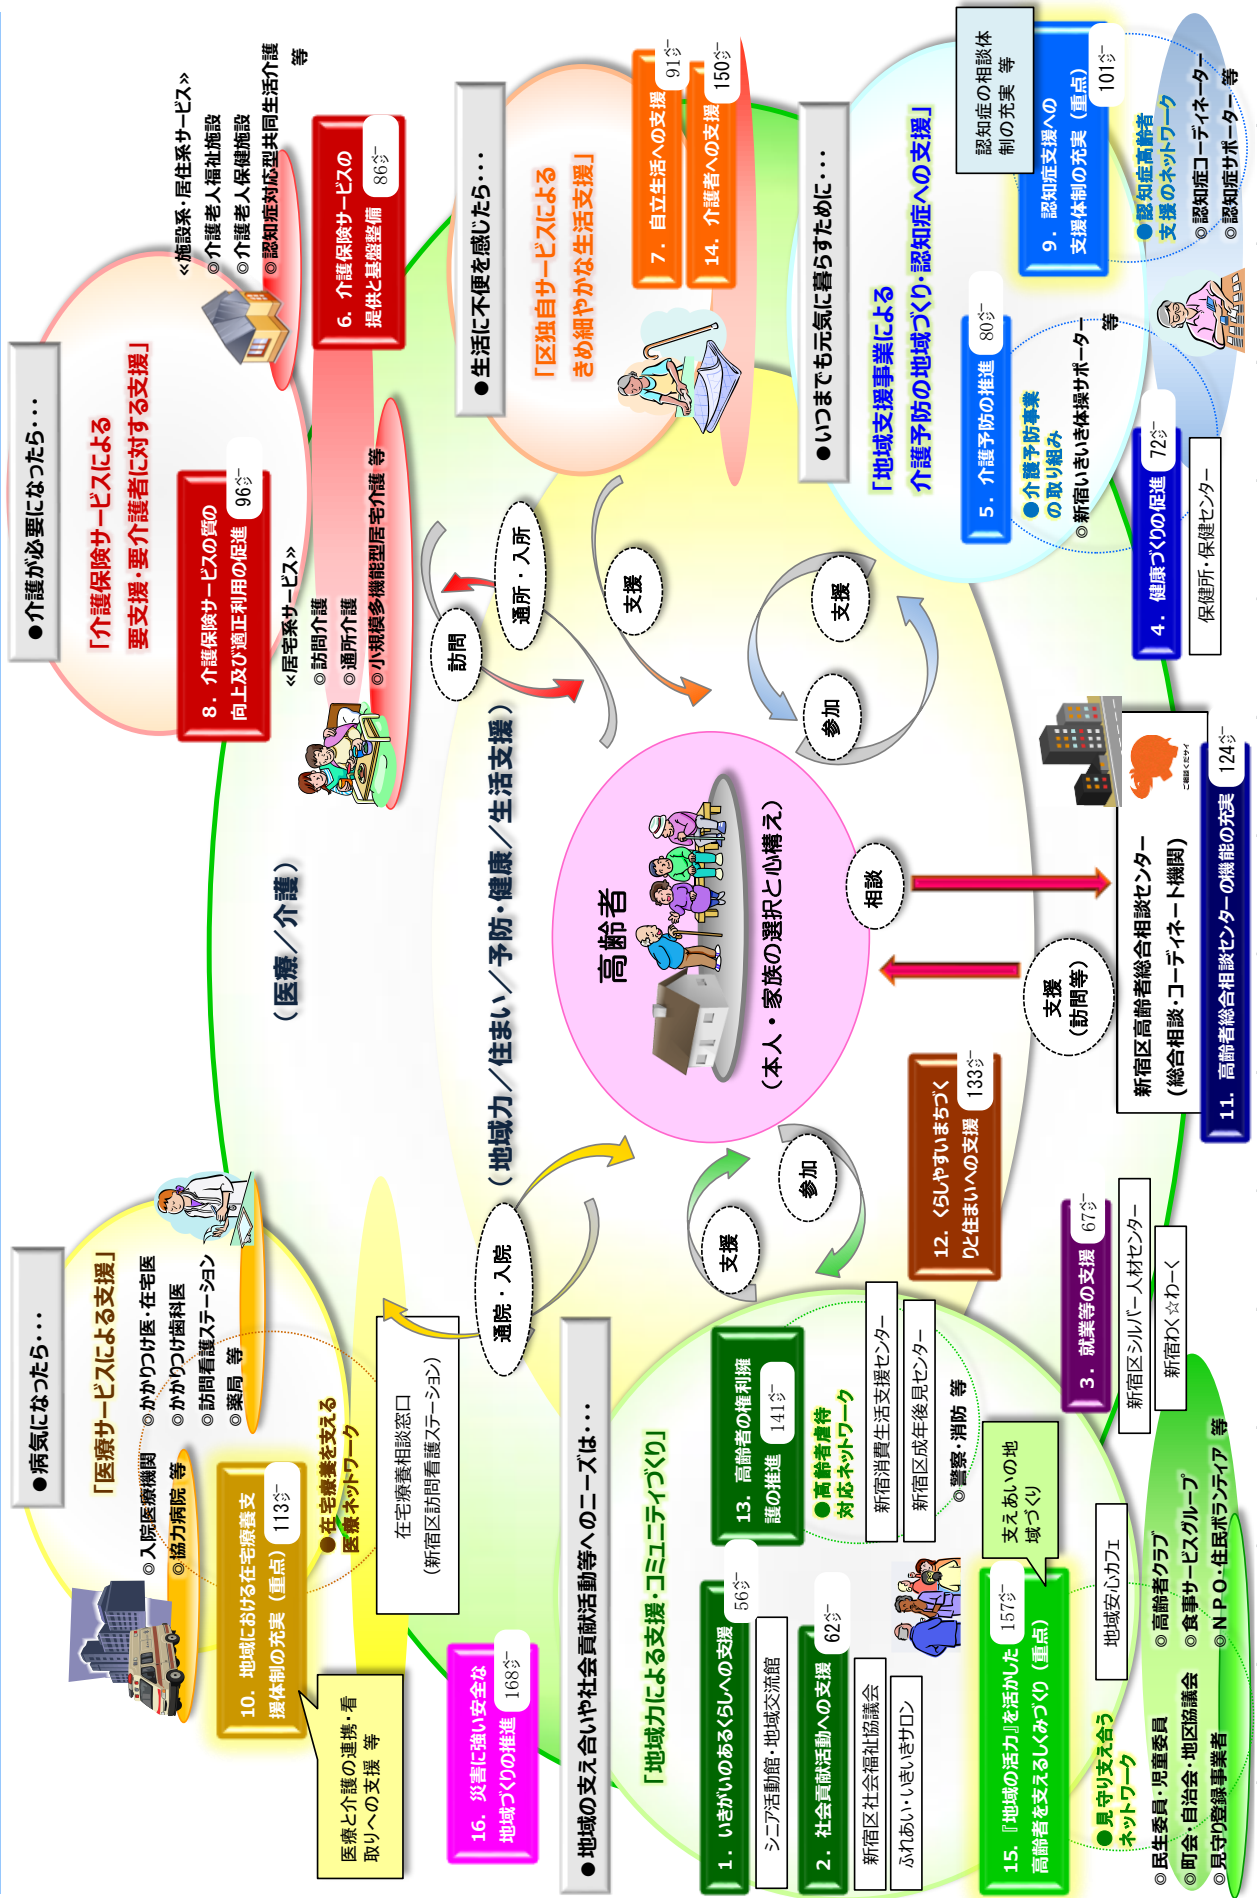 ●病気になったら・・・
「医療サービスによる支援」
◎入院医療機関
◎協力病院 等
◎かかりつけ医・在宅医
◎かかりつけ歯科医
◎訪問看護ステーション
◎薬局 等
10．地域における在宅療養支
援体制の充実（重点）
113ページ
●在宅療養を支える
医療ネットワーク
在宅療養相談窓口
（新宿区訪問看護ステーション）
医療と介護の連携・看
取りへの支援 等
16．災害に強い安全な
地域づくりの推進
168ページ
●介護が必要になったら・・・
「介護保険サービスによる
要支援・要介護者に対する支援」
8．介護保険サービスの質の
向上及び適正利用の促進
96ページ
≪居宅系サービス≫
◎訪問介護
◎通所介護
◎小規模多機能型居宅介護 等
≪施設系・居住系サービス≫
◎介護老人福祉施設
◎介護老人保健施設
◎認知症対応型共同生活介護
等
6．介護保険サービスの
提供と基盤整備
86ページ
（医療／介護）
（地域力／住まい／予防・健康／生活支援）
通院・入院
訪問
通所・入所
●生活に不便を感じたら・・・
「区独自サービスによる
きめ細やかな生活支援」
7．自立生活への支援
91ページ
14．介護者への支援
150ページ
支援
高齢者
（本人・家族の選択と心構え）
●地域の支え合いや社会貢献活動等へのニーズは・・・
「地域力による支援・コミュニティづくり」
1．いきがいのあるくらしへの支援
56ページ
シニア活動館・地域交流館
2．社会貢献活動への支援
62ページ
新宿区社会福祉協議会
ふれあい・いきいきサロン
13．高齢者の権利擁
護の推進
141ページ
●高齢者虐待
対応ネットワーク
新宿消費生活支援センター
新宿区成年後見センター
◎警察・消防 等
支援
参加
12．くらしやすいまちづく
りと住まいへの支援
133ページ
15．『地域の活力』を活かした
高齢者を支えるしくみづくり（重点）
157ページ
支えあいの地
域づくり
●見守り支え合う
ネットワーク
地域安心カフェ
◎民生委員・児童委員
◎町会・自治会・地区協議会
◎見守り登録事業者
◎高齢者クラブ
◎食事サービスグループ
◎ＮＰＯ・住民ボランティア 等
3．就業等の支援
67ページ
新宿区シルバー人材センター
新宿わく☆わーく
支援
（訪問等）
相談
新宿区高齢者総合相談センター
（総合相談・コーディネート機関）
ご相談くだサイ
11．高齢者総合相談センターの機能の充実
124ページ
●いつまでも元気に暮らすために・・・
「地域支援事業による
介護予防の地域づくり・認知症への支援」
参加
支援
5．介護予防の推進
80ページ
●介護予防事業
の取り組み
◎新宿いきいき体操サポーター
等
4．健康づくりの促進
72ページ
保健所・保健センター
認知症の相談体
制の充実 等
9．認知症支援への
支援体制の充実（重点）
101ページ
●認知症高齢者
支援のネットワーク
◎認知症コーディネーター
◎認知症サポーター 等